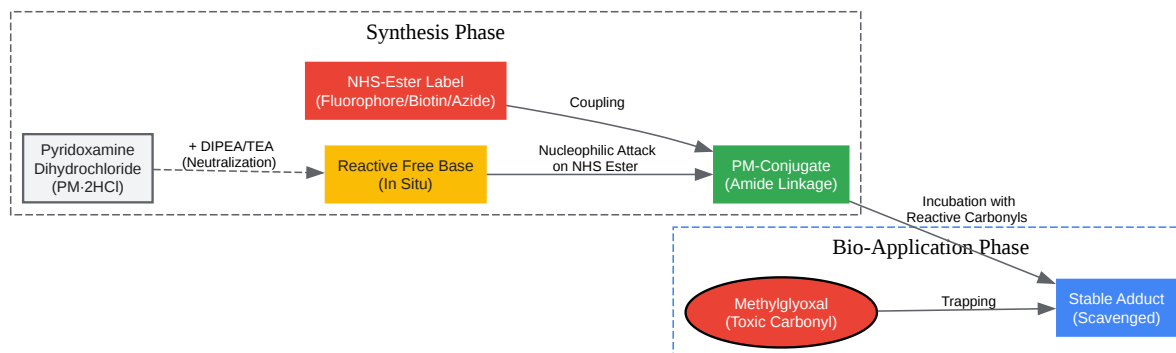 Synthesis Phase
NHS-Ester Label
(Fluorophore/Biotin/Azide)
Coupling
Pyridoxamine
Dihydrochloride
(PM·2HCl)
+ DIPEA/TEA
(Neutralization)
Reactive Free Base
(In Situ)
Nucleophilic Attack
on NHS Ester
PM-Conjugate
(Amide Linkage)
Incubation with
Reactive Carbonyls
Bio-Application Phase
Methylglyoxal
(Toxic Carbonyl)
Trapping
Stable Adduct
(Scavenged)